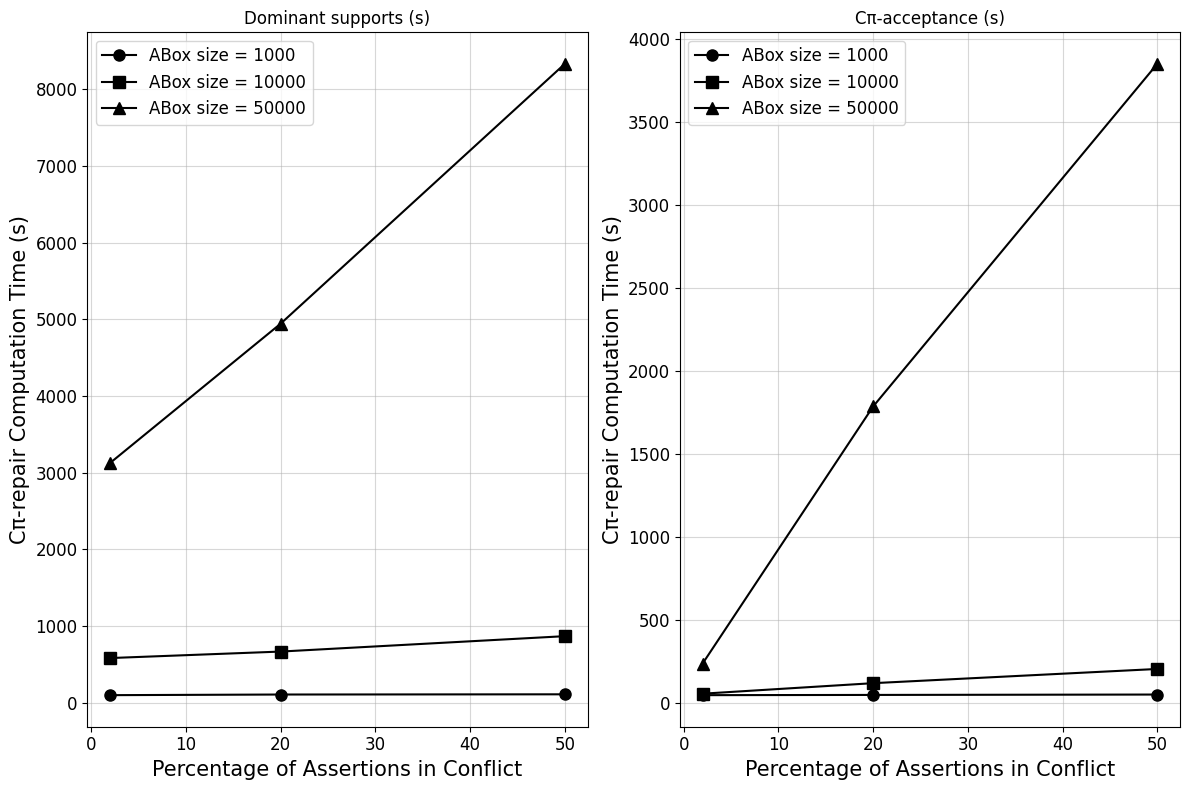 Dominant supports (s)
ABox size = 1000
ABox size = 10000
ABox size = 50000
8000
7000
6000
5000
4000
3000
2000
1000
0
Cπ-repair Computation Time (s)
0 10 20 30 40 50
Percentage of Assertions in Conflict
Cπ-acceptance (s)
ABox size = 1000
ABox size = 10000
ABox size = 50000
4000
3500
3000
2500
2000
1500
1000
500
0
Cπ-repair Computation Time (s)
0 10 20 30 40 50
Percentage of Assertions in Conflict